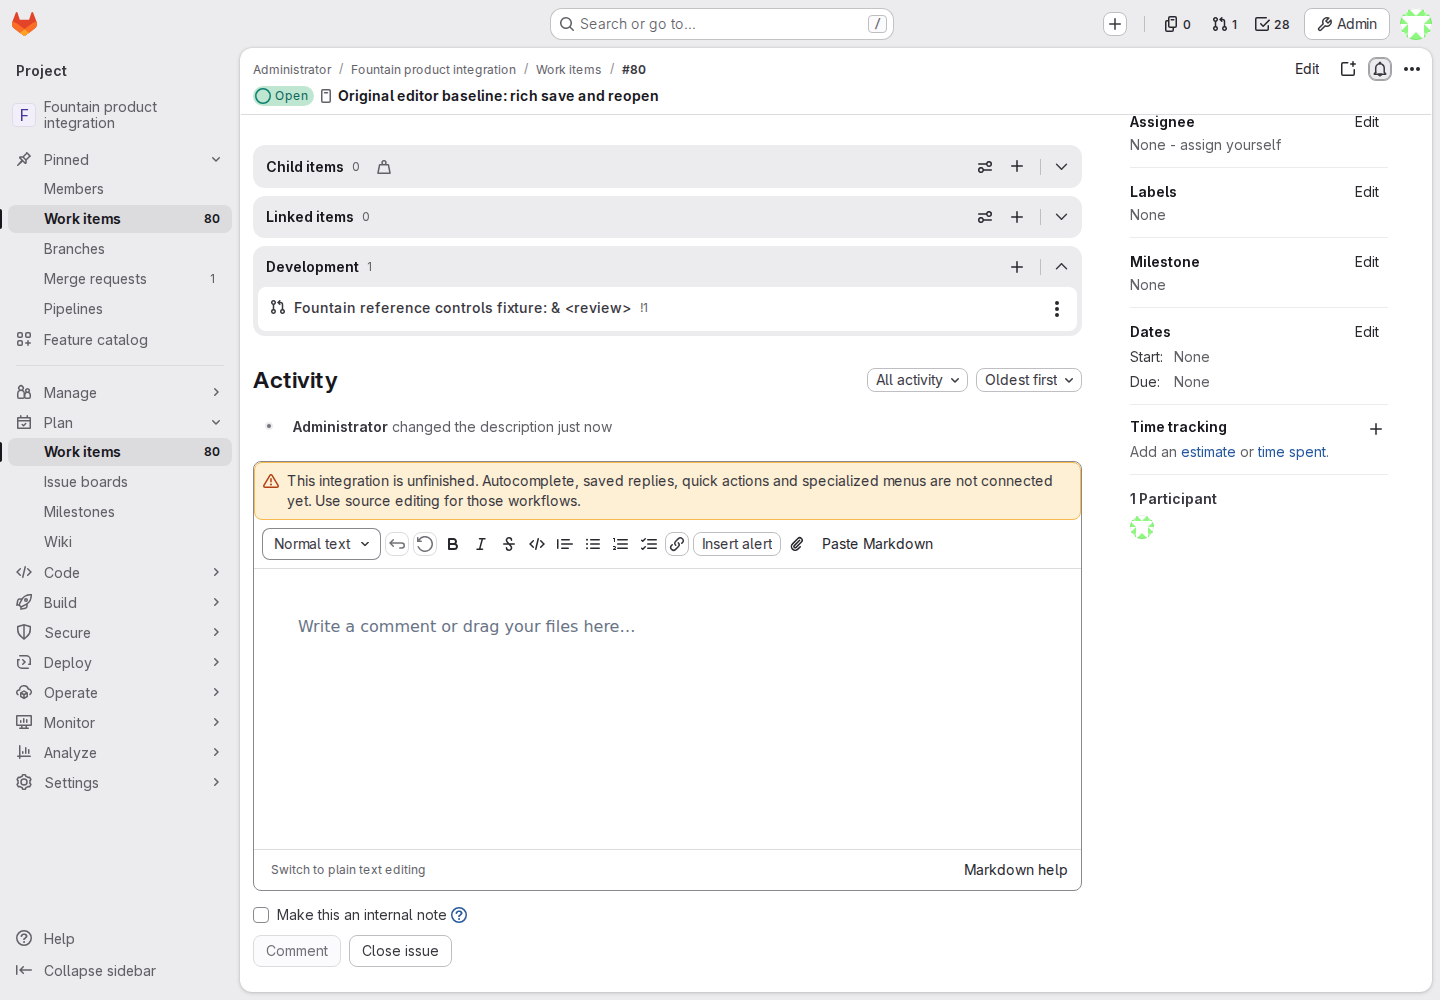 Search or go to...
/
0
1
28
Admin
Project
F
Fountain product
integration
Pinned
Members
Work items
80
Branches
Merge requests
1
Pipelines
Feature catalog
Manage
Plan
Work items
80
Issue boards
Milestones
Wiki
Code
Build
Secure
Deploy
Operate
Monitor
Analyze
Settings
Help
Collapse sidebar
Administrator / Fountain product integration / Work items / #80
Edit
Open
Original editor baseline: rich save and reopen
Child items 0
Linked items 0
Development 1
Fountain reference controls fixture: & <review> !1
Activity
All activity
Oldest first
Administrator changed the description just now
This integration is unfinished. Autocomplete, saved replies, quick actions and specialized menus are not connected
yet. Use source editing for those workflows.
Normal text
Insert alert
Paste Markdown
Write a comment or drag your files here…
Switch to plain text editing
Markdown help
Make this an internal note
Comment
Close issue
Assignee
Edit
None - assign yourself
Labels
Edit
None
Milestone
Edit
None
Dates
Edit
Start: None
Due: None
Time tracking
Add an estimate or time spent.
1 Participant